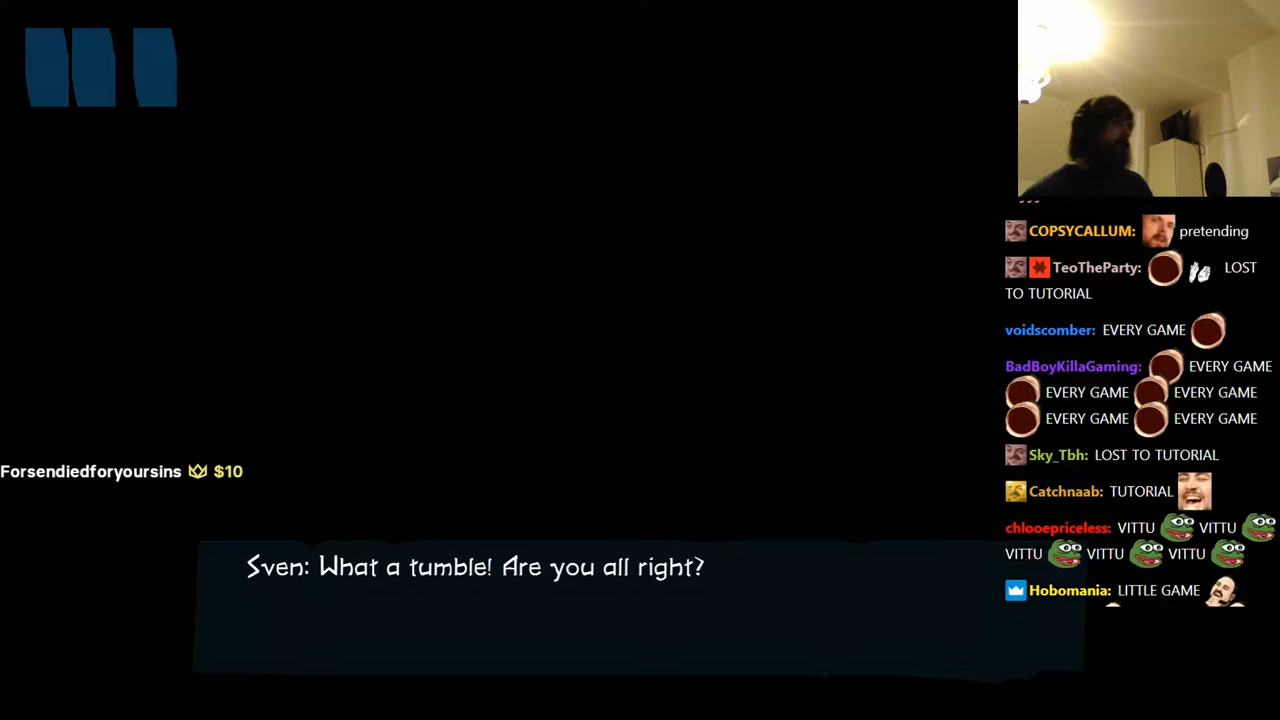 COPSYCALLUM: pretending
TeoTheParty: LOST
TO TUTORIAL
voidscomber: EVERY GAME
BadBoyKillaGaming: EVERY GAME
EVERY GAME EVERY GAME
EVERY GAME EVERY GAME
Sky_Tbh: LOST TO TUTORIAL
Catchnaab: TUTORIAL
chlooepriceless: VITTU VITTU
VITTU VITTU VITTU
Hobomania: LITTLE GAME
Forsendiedforyoursins $10
Sven: What a tumble! Are you all right?